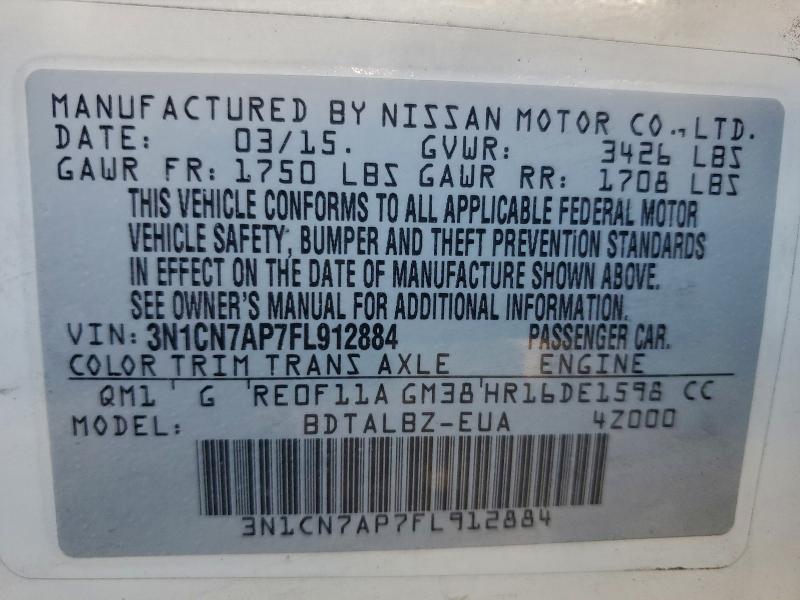 MANUFACTURED BY NISSAN MOTOR CO., LTD.
DATE: 03/15. GVWR: 3426 LBS
GAWR FR: 1750 LBS GAWR RR: 1708 LBS
THIS VEHICLE CONFORMS TO ALL APPLICABLE FEDERAL MOTOR
VEHICLE SAFETY, BUMPER AND THEFT PREVENTION STANDARDS
IN EFFECT ON THE DATE OF MANUFACTURE SHOWN ABOVE.
SEE OWNER'S MANUAL FOR ADDITIONAL INFORMATION.
VIN: 3N1CN7AP7FL912884 PASSENGER CAR.
COLOR TRIM TRANS AXLE ENGINE
QM1 ' G ' RE0F11A GM38 ' HR16DE1598 CC
MODEL: BDTALBZ-EUA 4Z000
3N1CN7AP7FL912884